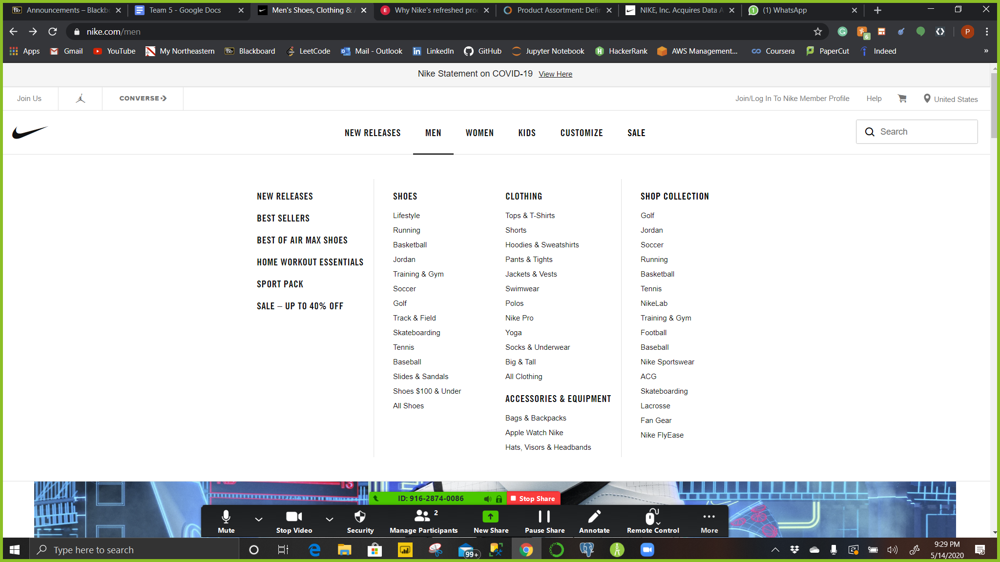 Announcements – Blackb
Team 5 - Google Docs
Men's Shoes, Clothing &
Why Nike's refreshed pro
Product Assortment: Defin
NIKE, Inc. Acquires Data A
(1) WhatsApp
nike.com/men
Apps
Gmail
YouTube
My Northeastern
Blackboard
LeetCode
Mail - Outlook
LinkedIn
GitHub
Jupyter Notebook
HackerRank
AWS Management...
Coursera
PaperCut
Indeed
»
Nike Statement on COVID-19 View Here
Join Us
CONVERSE
Join/Log In To Nike Member Profile
Help
United States
NEW RELEASES
MEN
WOMEN
KIDS
CUSTOMIZE
SALE
Search
NEW RELEASES
BEST SELLERS
BEST OF AIR MAX SHOES
HOME WORKOUT ESSENTIALS
SPORT PACK
SALE – UP TO 40% OFF
SHOES
Lifestyle
Running
Basketball
Jordan
Training & Gym
Soccer
Golf
Track & Field
Skateboarding
Tennis
Baseball
Slides & Sandals
Shoes $100 & Under
All Shoes
CLOTHING
Tops & T-Shirts
Shorts
Hoodies & Sweatshirts
Pants & Tights
Jackets & Vests
Swimwear
Polos
Nike Pro
Yoga
Socks & Underwear
Big & Tall
All Clothing
ACCESSORIES & EQUIPMENT
Bags & Backpacks
Apple Watch Nike
Hats, Visors & Headbands
SHOP COLLECTION
Golf
Jordan
Soccer
Running
Basketball
Tennis
NikeLab
Training & Gym
Football
Baseball
Nike Sportswear
ACG
Skateboarding
Lacrosse
Fan Gear
Nike FlyEase
ID: 916-2874-0086
Stop Share
Mute
Stop Video
Security
2
Manage Participants
New Share
Pause Share
Annotate
Remote Control
More
Type here to search
99+
9:29 PM
5/14/2020